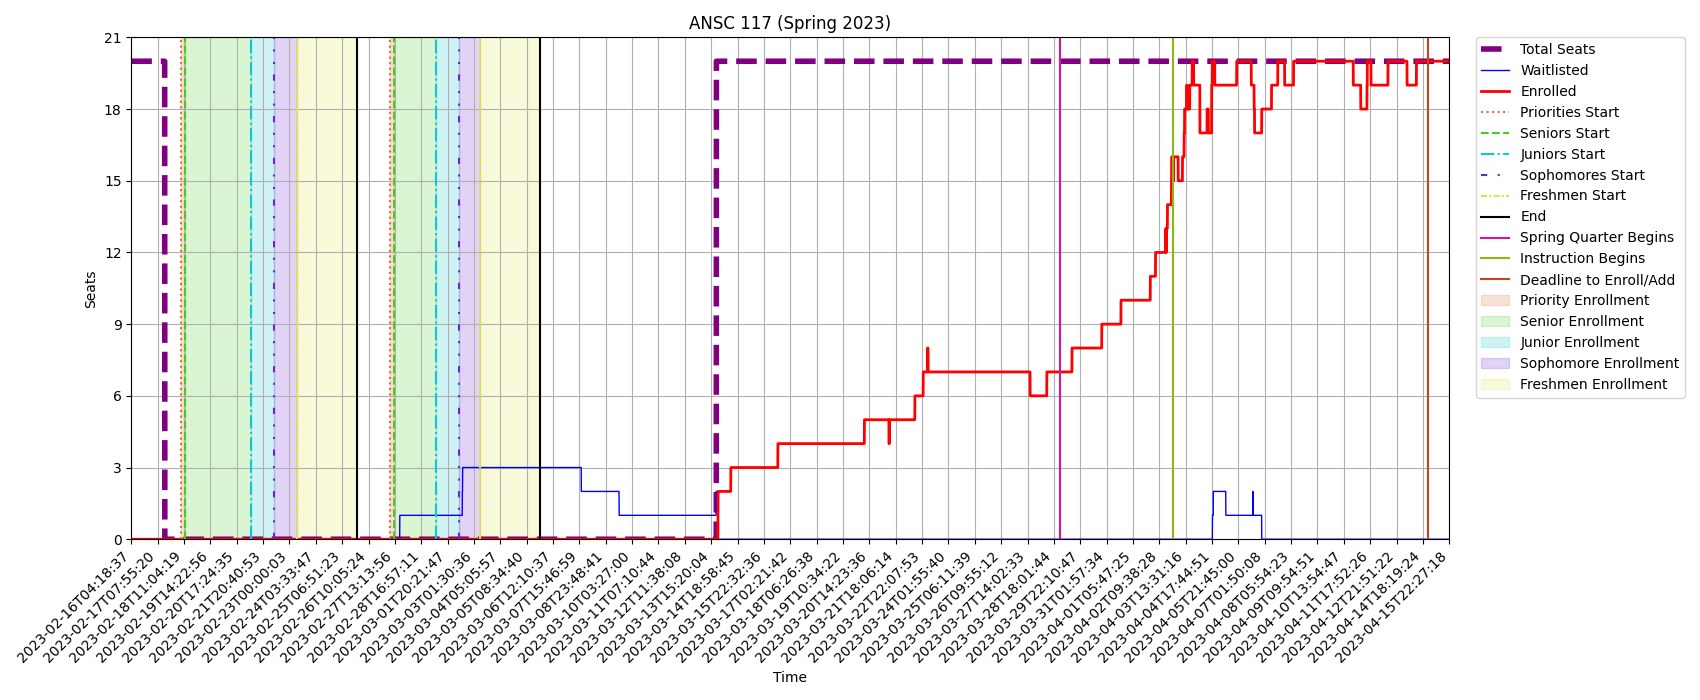 ANSC 117 (Spring 2023)
21
18
15
12
9
6
3
0
Seats
2023-02-16T04:18:37
2023-02-17T07:55:20
2023-02-18T11:04:19
2023-02-19T14:22:56
2023-02-20T17:24:35
2023-02-21T20:40:53
2023-02-23T00:00:03
2023-02-24T03:33:47
2023-02-25T06:51:23
2023-02-26T10:05:24
2023-02-27T13:13:56
2023-02-28T16:57:11
2023-03-01T20:21:47
2023-03-04T01:30:36
2023-03-05T05:05:57
2023-03-05T08:34:40
2023-03-06T12:10:37
2023-03-07T15:46:59
2023-03-08T23:48:41
2023-03-10T03:27:00
2023-03-11T07:10:44
2023-03-12T11:38:08
2023-03-13T15:20:04
2023-03-14T18:58:45
2023-03-15T22:32:36
2023-03-17T02:21:42
2023-03-18T06:26:38
2023-03-19T10:34:22
2023-03-20T14:23:36
2023-03-21T18:06:14
2023-03-22T22:07:53
2023-03-24T01:55:40
2023-03-25T06:11:39
2023-03-26T09:55:12
2023-03-27T14:02:33
2023-03-28T18:01:44
2023-03-29T22:10:47
2023-03-31T01:57:34
2023-04-01T05:47:25
2023-04-02T09:38:28
2023-04-03T13:31:16
2023-04-04T17:44:51
2023-04-05T21:45:00
2023-04-07T01:50:08
2023-04-08T05:54:23
2023-04-09T09:54:51
2023-04-10T13:54:47
2023-04-11T17:52:26
2023-04-12T21:51:22
2023-04-14T18:19:24
2023-04-15T22:27:18
Time
Total Seats
Waitlisted
Enrolled
Priorities Start
Seniors Start
Juniors Start
Sophomores Start
Freshmen Start
End
Spring Quarter Begins
Instruction Begins
Deadline to Enroll/Add
Priority Enrollment
Senior Enrollment
Junior Enrollment
Sophomore Enrollment
Freshmen Enrollment